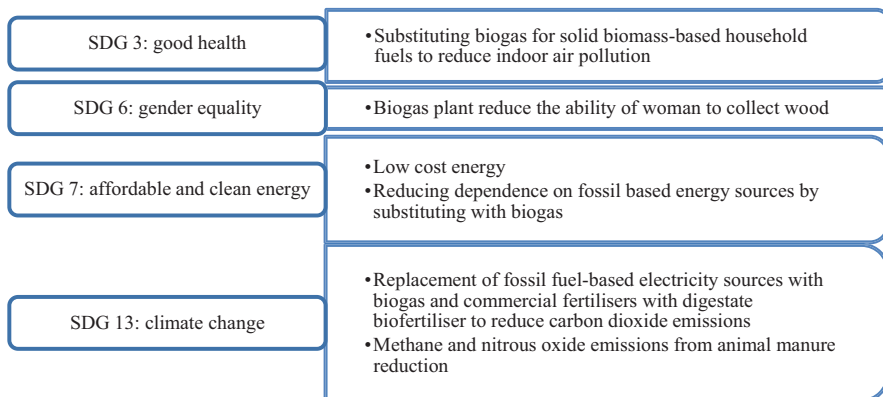 SDG 3: good health
•Substituting biogas for solid biomass-based household
fuels to reduce indoor air pollution
SDG 6: gender equality
•Biogas plant reduce the ability of woman to collect wood
SDG 7: affordable and clean energy
•Low cost energy
•Reducing dependence on fossil based energy sources by
substituting with biogas
SDG 13: climate change
•Replacement of fossil fuel-based electricity sources with
biogas and commercial fertilisers with digestate
biofertiliser to reduce carbon dioxide emissions
•Methane and nitrous oxide emissions from animal manure
reduction